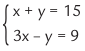 x + y = 15
3x – y = 9